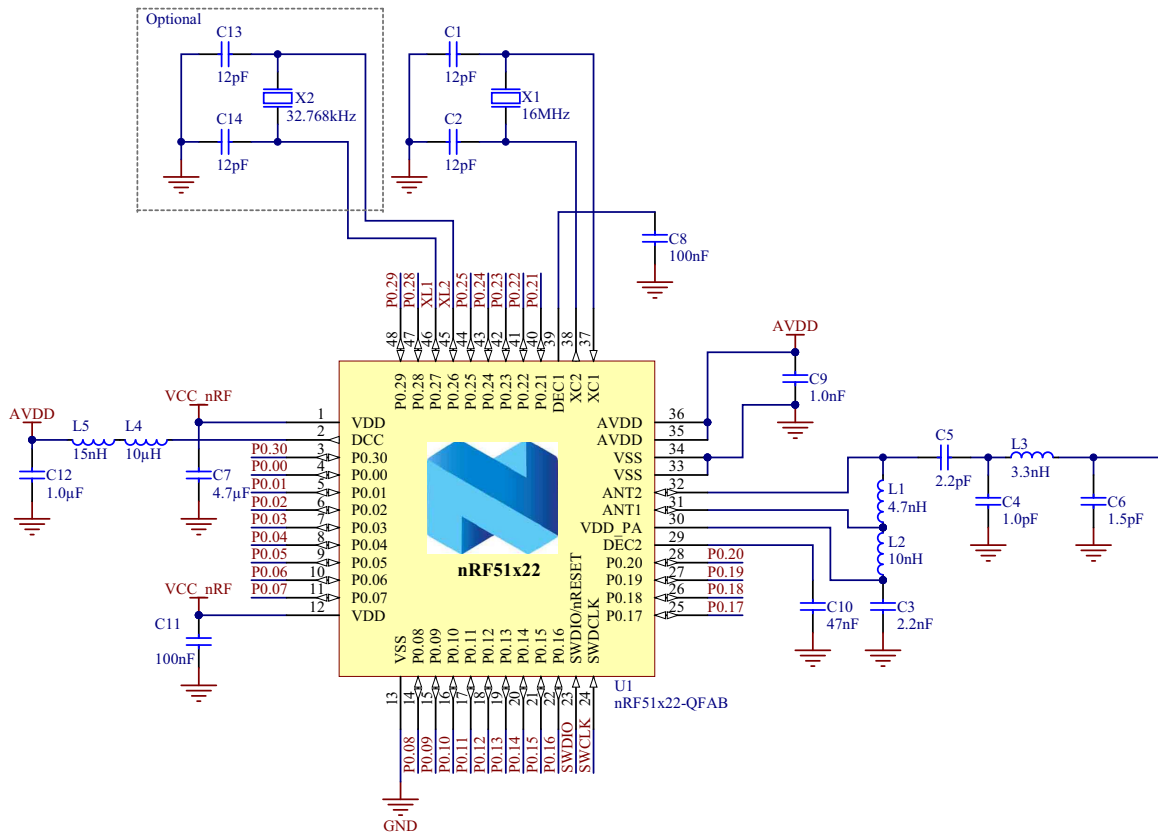 Optional
C13
12pF
X2
32.768kHz
C14
12pF
C1
12pF
X1
16MHz
C2
12pF
C8
100nF
P0.29
P0.28
XL1
XL2
P0.25
P0.24
P0.23
P0.22
P0.21
48
47
46
45
44
43
42
41
40
39
38
37
P0.29
P0.28
P0.27
P0.26
P0.25
P0.24
P0.23
P0.22
P0.21
DEC1
XC2
XC1
AVDD
C9
1.0nF
VCC_nRF
AVDD
L5
15nH
L4
10µH
C12
1.0µF
C7
4.7µF
P0.30
P0.00
P0.01
P0.02
P0.03
P0.04
P0.05
P0.06
P0.07
VCC_nRF
C11
100nF
1
2
3
4
5
6
7
8
9
10
11
12
VDD
DCC
P0.30
P0.00
P0.01
P0.02
P0.03
P0.04
P0.05
P0.06
P0.07
VDD
nRF51x22
AVDD
AVDD
VSS
VSS
ANT2
ANT1
VDD_PA
DEC2
P0.20
P0.19
P0.18
P0.17
36
35
34
33
32
31
30
29
28
27
26
25
P0.20
P0.19
P0.18
P0.17
C5
2.2pF
L3
3.3nH
L1
4.7nH
C4
1.0pF
C6
1.5pF
L2
10nH
C10
47nF
C3
2.2nF
VSS
P0.08
P0.09
P0.10
P0.11
P0.12
P0.13
P0.14
P0.15
P0.16
SWDIO/nRESET
SWDCLK
U1
nRF51x22-QFAB
13
14
15
16
17
18
19
20
21
22
23
24
P0.08
P0.09
P0.10
P0.11
P0.12
P0.13
P0.14
P0.15
P0.16
SWDIO
SWCLK
GND